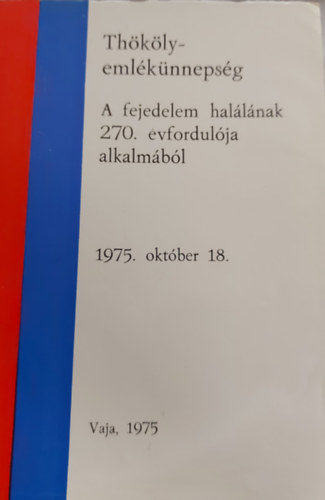 Thököly-
emlékünnepség
A fejedelem halálának
270. évfordulója
alkalmából
1975. október 18.
Vaja, 1975